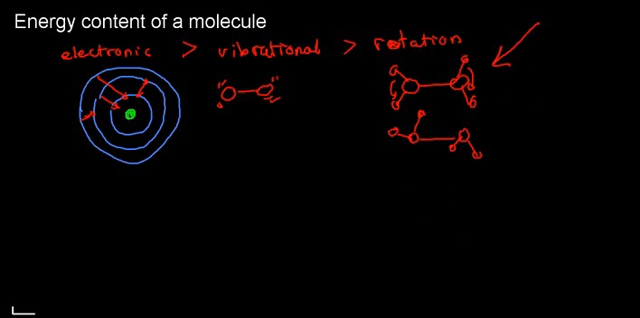 Energy content of a molecule
electronic > vibrational > rotation